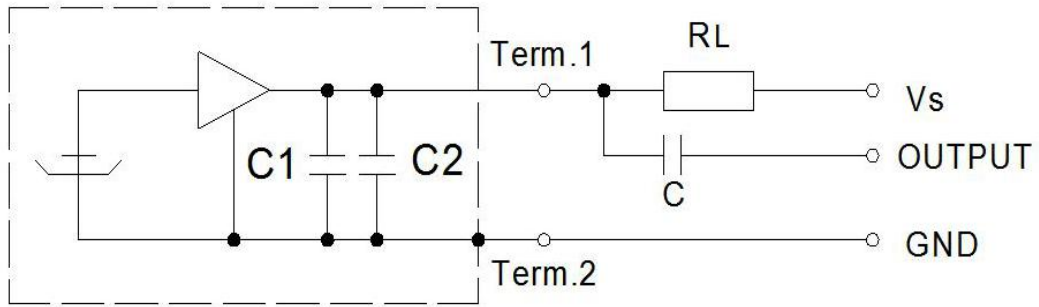 RL
Term.1
Vs
C1
C2
OUTPUT
C
GND
Term.2